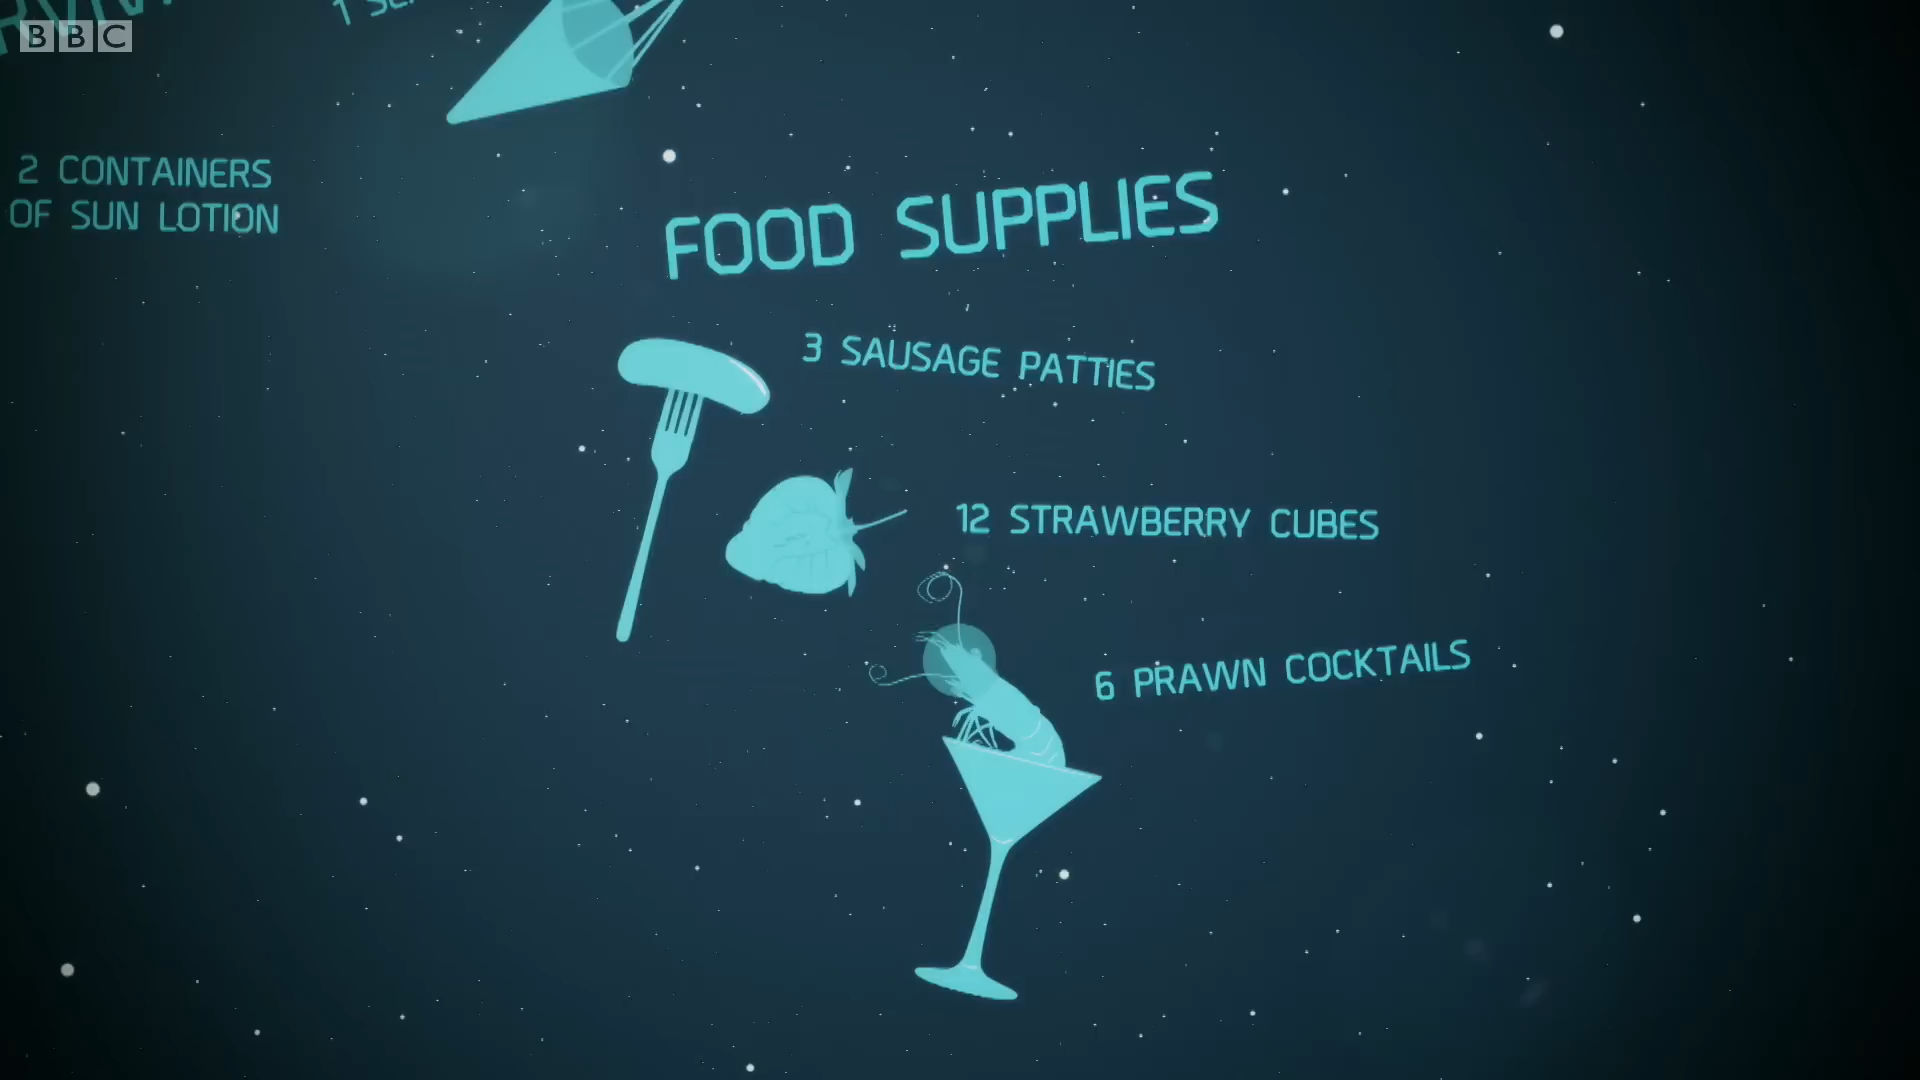 BBC
2 CONTAINERS
OF SUN LOTION
FOOD SUPPLIES
3 SAUSAGE PATTIES
12 STRAWBERRY CUBES
6 PRAWN COCKTAILS